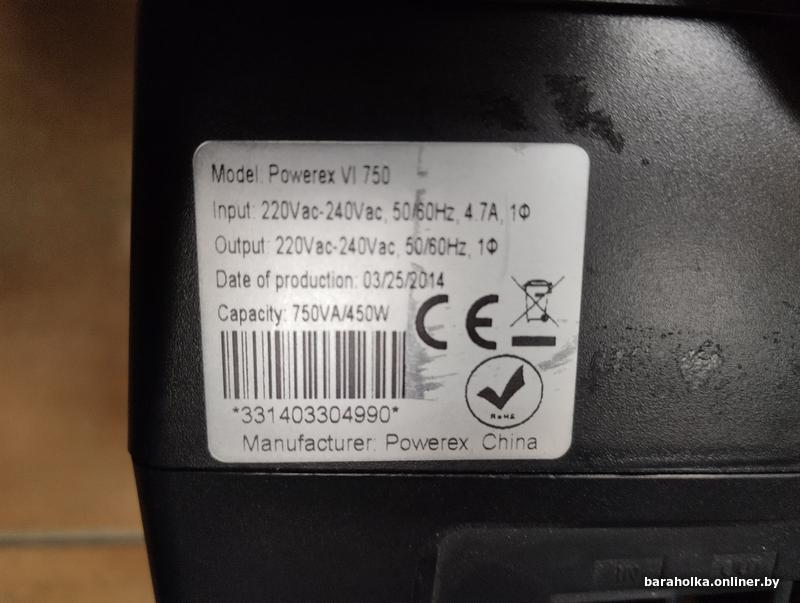 Model: Powerex VI 750
Input: 220Vac-240Vac, 50/60Hz, 4.7A, 1Φ
Output: 220Vac-240Vac, 50/60Hz, 1Φ
Date of production: 03/25/2014
Capacity: 750VA/450W
CE
RoHS
*331403304990*
Manufacturer: Powerex China
baraholka.onliner.by